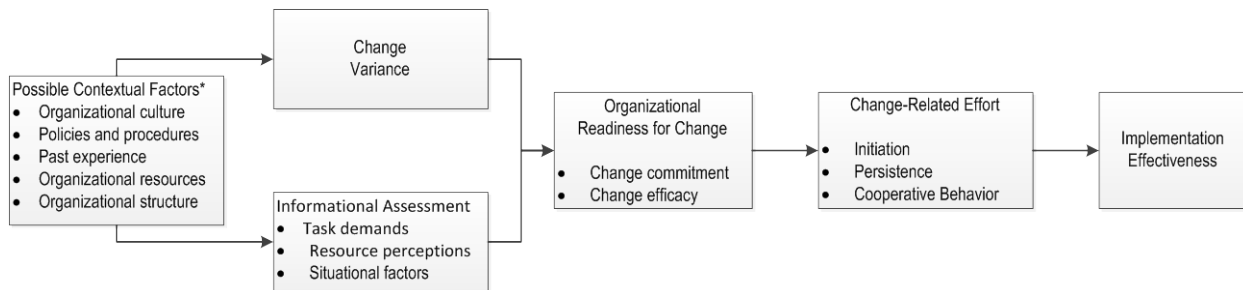 Possible Contextual Factors*
• Organizational culture
• Policies and procedures
• Past experience
• Organizational resources
• Organizational structure
Change
Variance
Informational Assessment
• Task demands
• Resource perceptions
• Situational factors
Organizational
Readiness for Change
• Change commitment
• Change efficacy
Change-Related Effort
• Initiation
• Persistence
• Cooperative Behavior
Implementation
Effectiveness